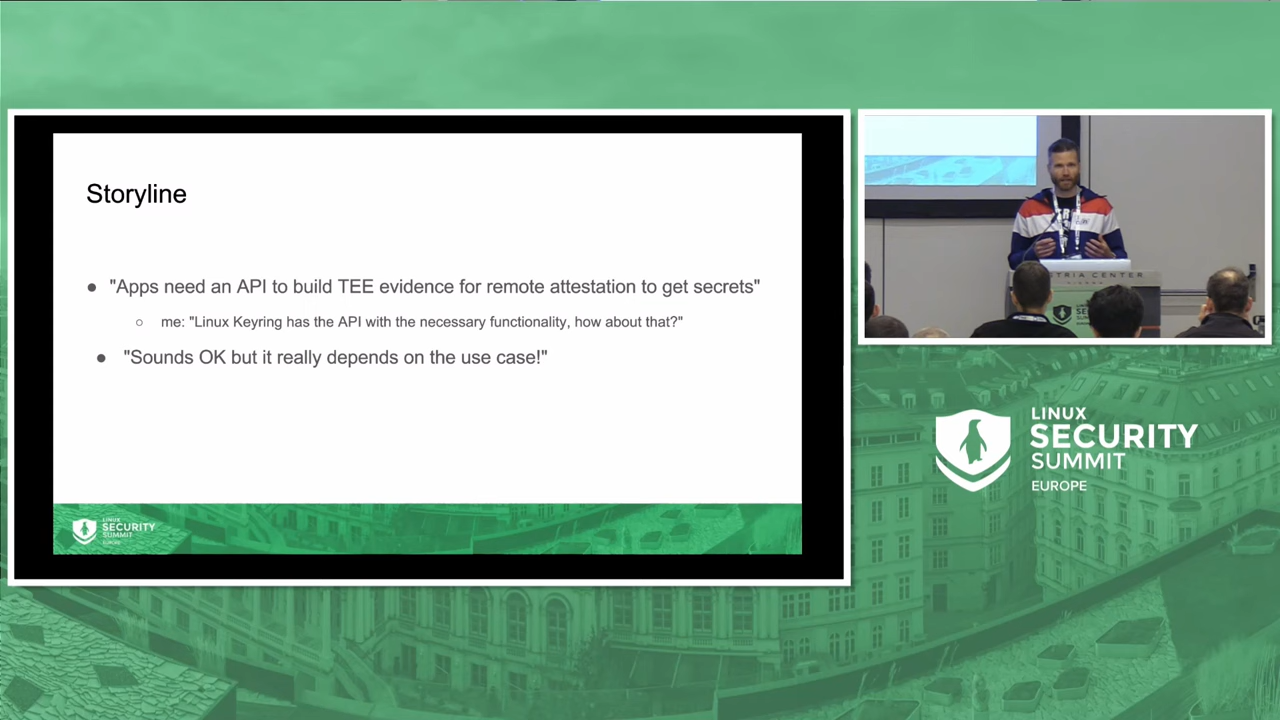 Storyline
● "Apps need an API to build TEE evidence for remote attestation to get secrets"
○ me: "Linux Keyring has the API with the necessary functionality, how about that?"
● "Sounds OK but it really depends on the use case!"
LINUX
SECURITY
SUMMIT
EUROPE
TRIA CENTER
LINUX
SECURITY
SUMMIT
EUROPE